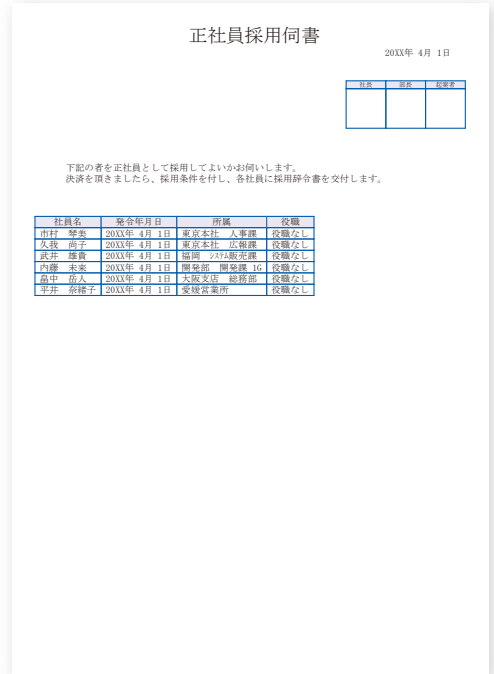 正社員採用伺書
20XX年 4月 1日
社長 部長 起案者
下記の者を正社員として採用してよいかお伺いします。
決済を頂きましたら、採用条件を付し、各社員に採用辞令書を交付します。
社員名 発令年月日 所属 役職
市村 琴美 20XX年 4月 1日 東京本社 人事課 役職なし
久我 尚子 20XX年 4月 1日 東京本社 広報課 役職なし
武井 雄貴 20XX年 4月 1日 福岡 システム販売課 役職なし
内藤 未来 20XX年 4月 1日 開発部 開発課 1G 役職なし
畠中 岳人 20XX年 4月 1日 大阪支店 総務部 役職なし
平井 奈緒子 20XX年 4月 1日 愛媛営業所 役職なし